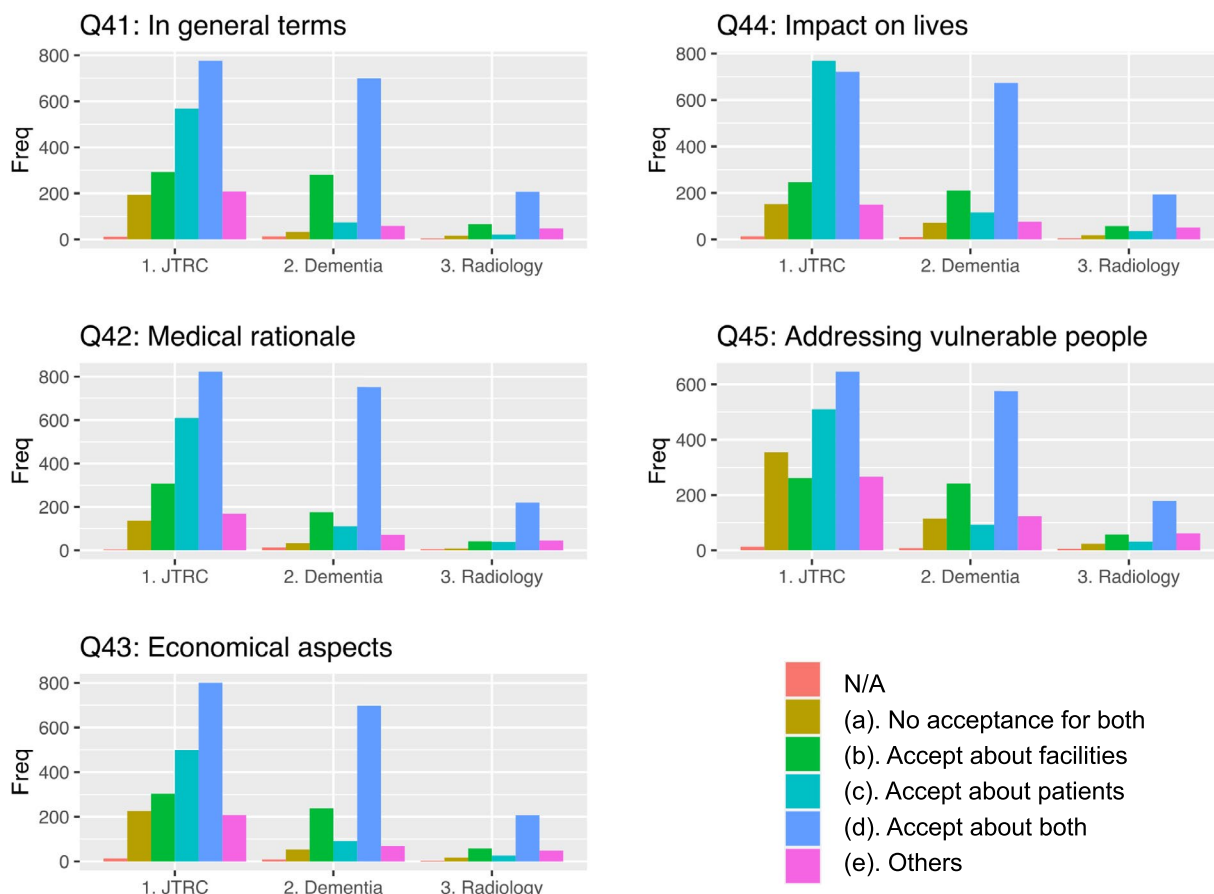 Q41: In general terms
800
600
400
200
0
Freq
1. JTRC
2. Dementia
3. Radiology
Q44: Impact on lives
800
600
400
200
0
Freq
1. JTRC
2. Dementia
3. Radiology
Q42: Medical rationale
800
600
400
200
0
Freq
1. JTRC
2. Dementia
3. Radiology
Q45: Addressing vulnerable people
600
400
200
0
Freq
1. JTRC
2. Dementia
3. Radiology
Q43: Economical aspects
800
600
400
200
0
Freq
1. JTRC
2. Dementia
3. Radiology
N/A
(a). No acceptance for both
(b). Accept about facilities
(c). Accept about patients
(d). Accept about both
(e). Others